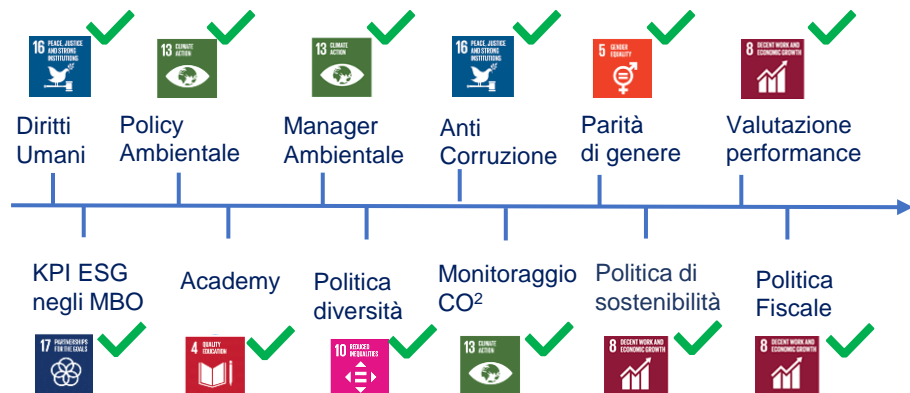 16 PEACE, JUSTICE
AND STRONG
INSTITUTIONS
13 CLIMATE
ACTION
13 CLIMATE
ACTION
16 PEACE, JUSTICE
AND STRONG
INSTITUTIONS
5 GENDER
EQUALITY
8 DECENT WORK AND
ECONOMIC GROWTH
Diritti
Umani
Policy
Ambientale
Manager
Ambientale
Anti
Corruzione
Parità
di genere
Valutazione
performance
KPI ESG
negli MBO
Academy
Politica
diversità
Monitoraggio
CO²
Politica di
sostenibilità
Politica
Fiscale
17 PARTNERSHIPS
FOR THE GOALS
4 QUALITY
EDUCATION
10 REDUCED
INEQUALITIES
13 CLIMATE
ACTION
8 DECENT WORK AND
ECONOMIC GROWTH
8 DECENT WORK AND
ECONOMIC GROWTH